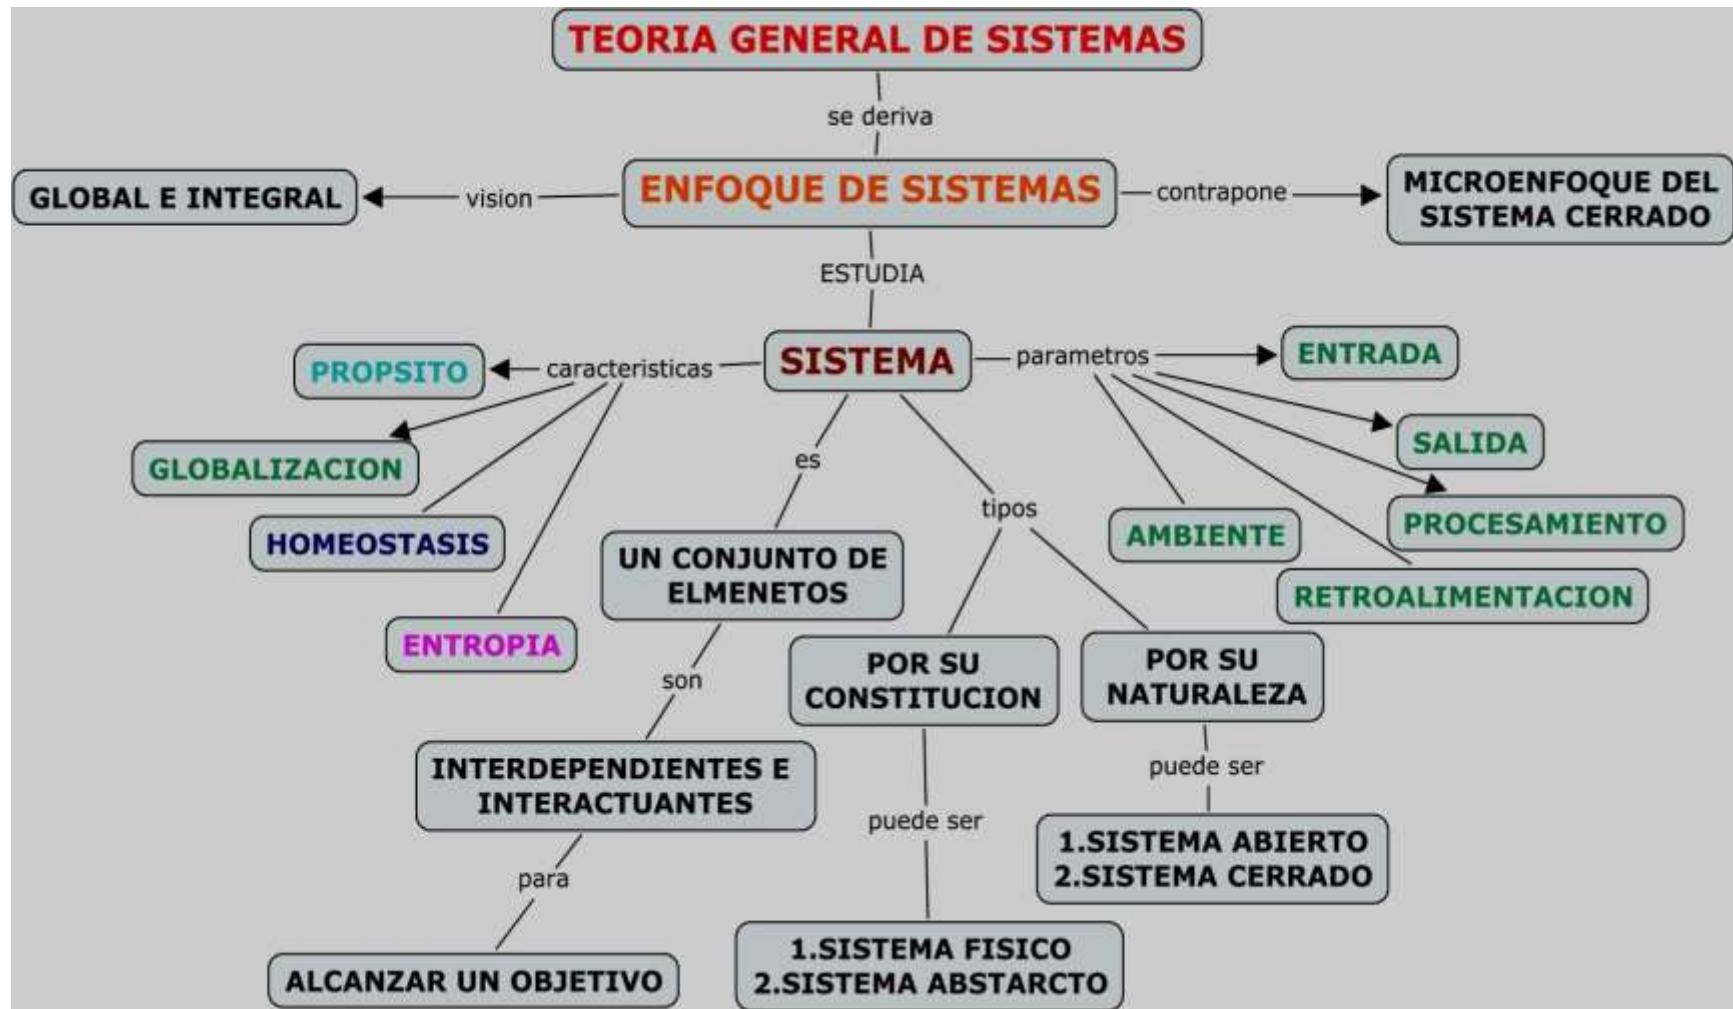 TEORIA GENERAL DE SISTEMAS
se deriva
GLOBAL E INTEGRAL
vision
ENFOQUE DE SISTEMAS
contrapone
MICROENFOQUE DEL
SISTEMA CERRADO
ESTUDIA
PROPSITO
caracteristicas
SISTEMA
parametros
ENTRADA
GLOBALIZACION
es
SALIDA
HOMEOSTASIS
tipos
AMBIENTE
PROCESAMIENTO
UN CONJUNTO DE
ELMENETOS
RETROALIMENTACION
ENTROPIA
son
POR SU
CONSTITUCION
POR SU
NATURALEZA
INTERDEPENDIENTES E
INTERACTUANTES
puede ser
puede ser
para
1.SISTEMA ABIERTO
2.SISTEMA CERRADO
ALCANZAR UN OBJETIVO
1.SISTEMA FISICO
2.SISTEMA ABSTARCTO